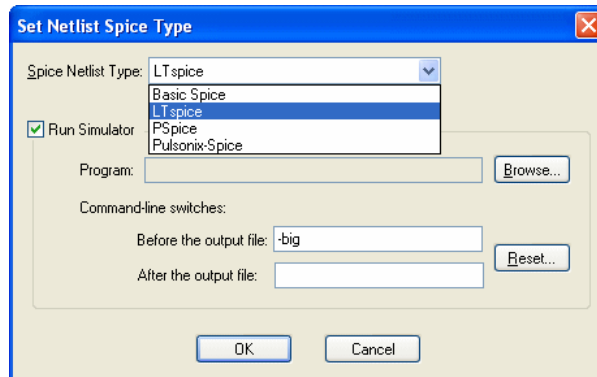 Set Netlist Spice Type
Spice Netlist Type: LTspice
Basic Spice
LTspice
PSpice
Pulsonix-Spice
Run Simulator
Program: Browse...
Command-line switches:
Before the output file: -big
Reset...
After the output file:
OK Cancel